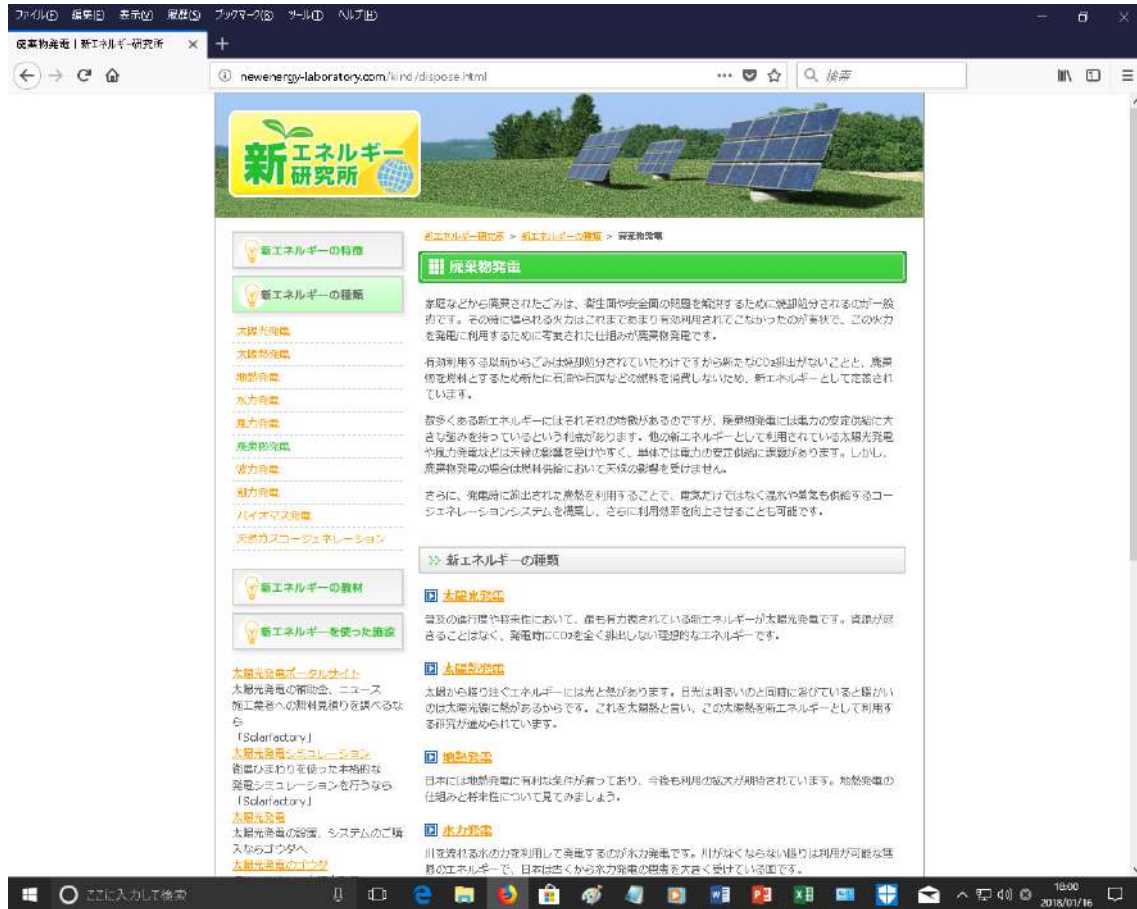 ファイル(F) 編集(E) 表示(V) 履歴(S) ブックマーク(B) ツール(T) ヘルプ(H)
廃棄物発電 | 新エネルギー研究所
newenergy-laboratory.com/kind/dispose.html
検索
新エネルギー
研究所
新エネルギー研究所 > 新エネルギーの種類 > 廃棄物発電
新エネルギーの特徴
新エネルギーの種類
太陽光発電
太陽熱発電
地熱発電
水力発電
風力発電
廃棄物発電
波力発電
潮力発電
バイオマス発電
天然ガスコージェネレーション
新エネルギーの教材
新エネルギーを使った施設
太陽光発電ポータルサイト
太陽光発電の補助金、ニュース
施工業者への無料見積りを調べるな
ら
「Solarfactory」
太陽光発電シミュレーション
衛星ひまわりを使った本格的な
発電シミュレーションを行うなら
「Solarfactory」
太陽光発電
太陽光発電の設置、システムのご購
入ならゴウダへ
太陽光発電のゴウダ
廃棄物発電
家庭などから廃棄されたごみは、衛生面や安全面の問題を解決するために焼却処分されるのが一般
的です。その時に得られる火力はこれまであまり有効利用されてこなかったのが実状で、この火力
を発電に利用するために考案された仕組みが廃棄物発電です。
有効利用する以前からごみは焼却処分されていたわけですから新たなCO2排出がないことと、廃棄
物を燃料とするため新たに石油や石炭などの燃料を消費しないため、新エネルギーとして定義され
ています。
数多くある新エネルギーにはそれぞれの特徴があるのですが、廃棄物発電には電力の安定供給に大
きな強みを持っているという利点があります。他の新エネルギーとして利用されている太陽光発電
や風力発電などは天候の影響を受けやすく、単体では電力の安定供給に課題があります。しかし、
廃棄物発電の場合は燃料供給において天候の影響を受けません。
さらに、発電時に放出された廃熱を利用することで、電気だけではなく温水や蒸気も供給するコー
ジェネレーションシステムを構築し、さらに利用効率を向上させることも可能です。
新エネルギーの種類
太陽光発電
普及の進行度や将来性において、最も有力視されている新エネルギーが太陽光発電です。資源が尽
きることはなく、発電時にCO2を全く排出しない理想的なエネルギーです。
太陽熱発電
太陽から降り注ぐエネルギーには光と熱があります。日光は明るいのと同時に浴びていると暖かい
のは太陽光線に熱があるからです。これを太陽熱と言い、この太陽熱を新エネルギーとして利用す
る研究が進められています。
地熱発電
日本には地熱発電に有利な条件が揃っており、今後も利用の拡大が期待されています。地熱発電の
仕組みと将来性について見てみましょう。
水力発電
川を流れる水の力を利用して発電するのが水力発電です。川がなくならない限りは利用が可能な無
限のエネルギーで、日本は古くから水力発電の恩恵を大きく受けている国です。
ここに入力して検索
18:00
2018/01/16